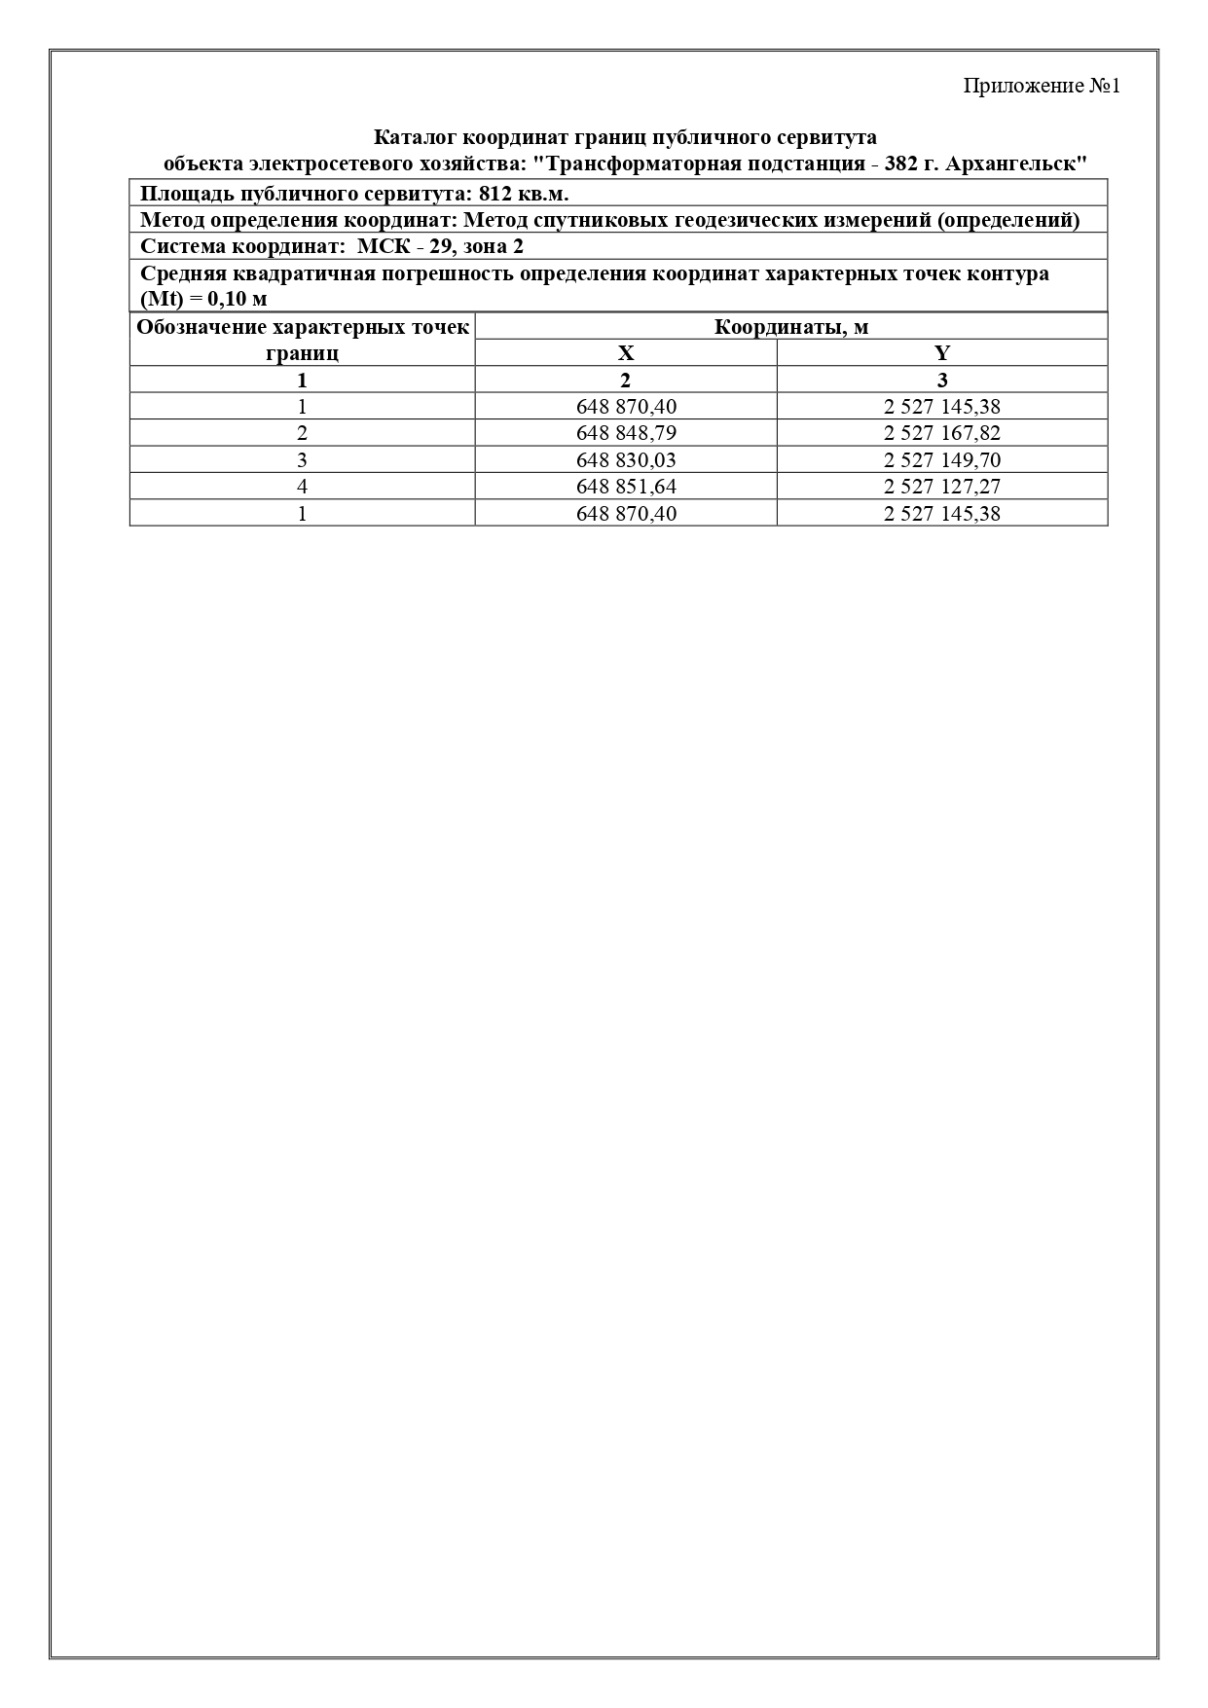 Приложение №1
Каталог координат границ публичного сервитута
объекта электросетевого хозяйства: "Трансформаторная подстанция - 382 г. Архангельск"
Площадь публичного сервитута: 812 кв.м.
Метод определения координат: Метод спутниковых геодезических измерений (определений)
Система координат: МСК - 29, зона 2
Средняя квадратичная погрешность определения координат характерных точек контура
(Mt) = 0,10 м
Обозначение характерных точек границ Координаты, м
X Y
1 2 3
1 648 870,40 2 527 145,38
2 648 848,79 2 527 167,82
3 648 830,03 2 527 149,70
4 648 851,64 2 527 127,27
1 648 870,40 2 527 145,38